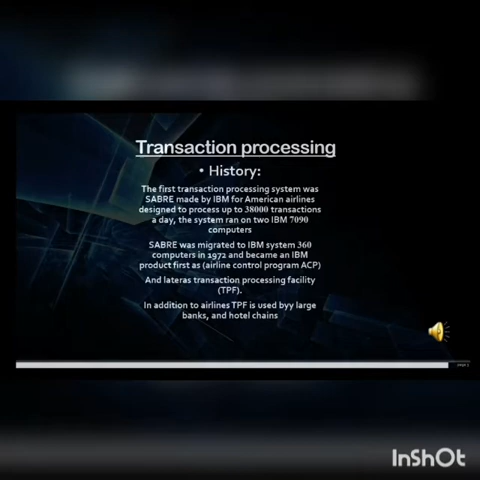 Transaction processing
• History:
The first transaction processing system was
SABRE made by IBM for American airlines
designed to process up to 38000 transactions
a day, the system ran on two IBM 7090
computers
SABRE was migrated to IBM system 360
computers in 1972 and became an IBM
product first as (airline control program ACP)
And lateras transaction processing facility
(TPF).
In addition to airlines TPF is used byy large
banks, and hotel chains
InShOt